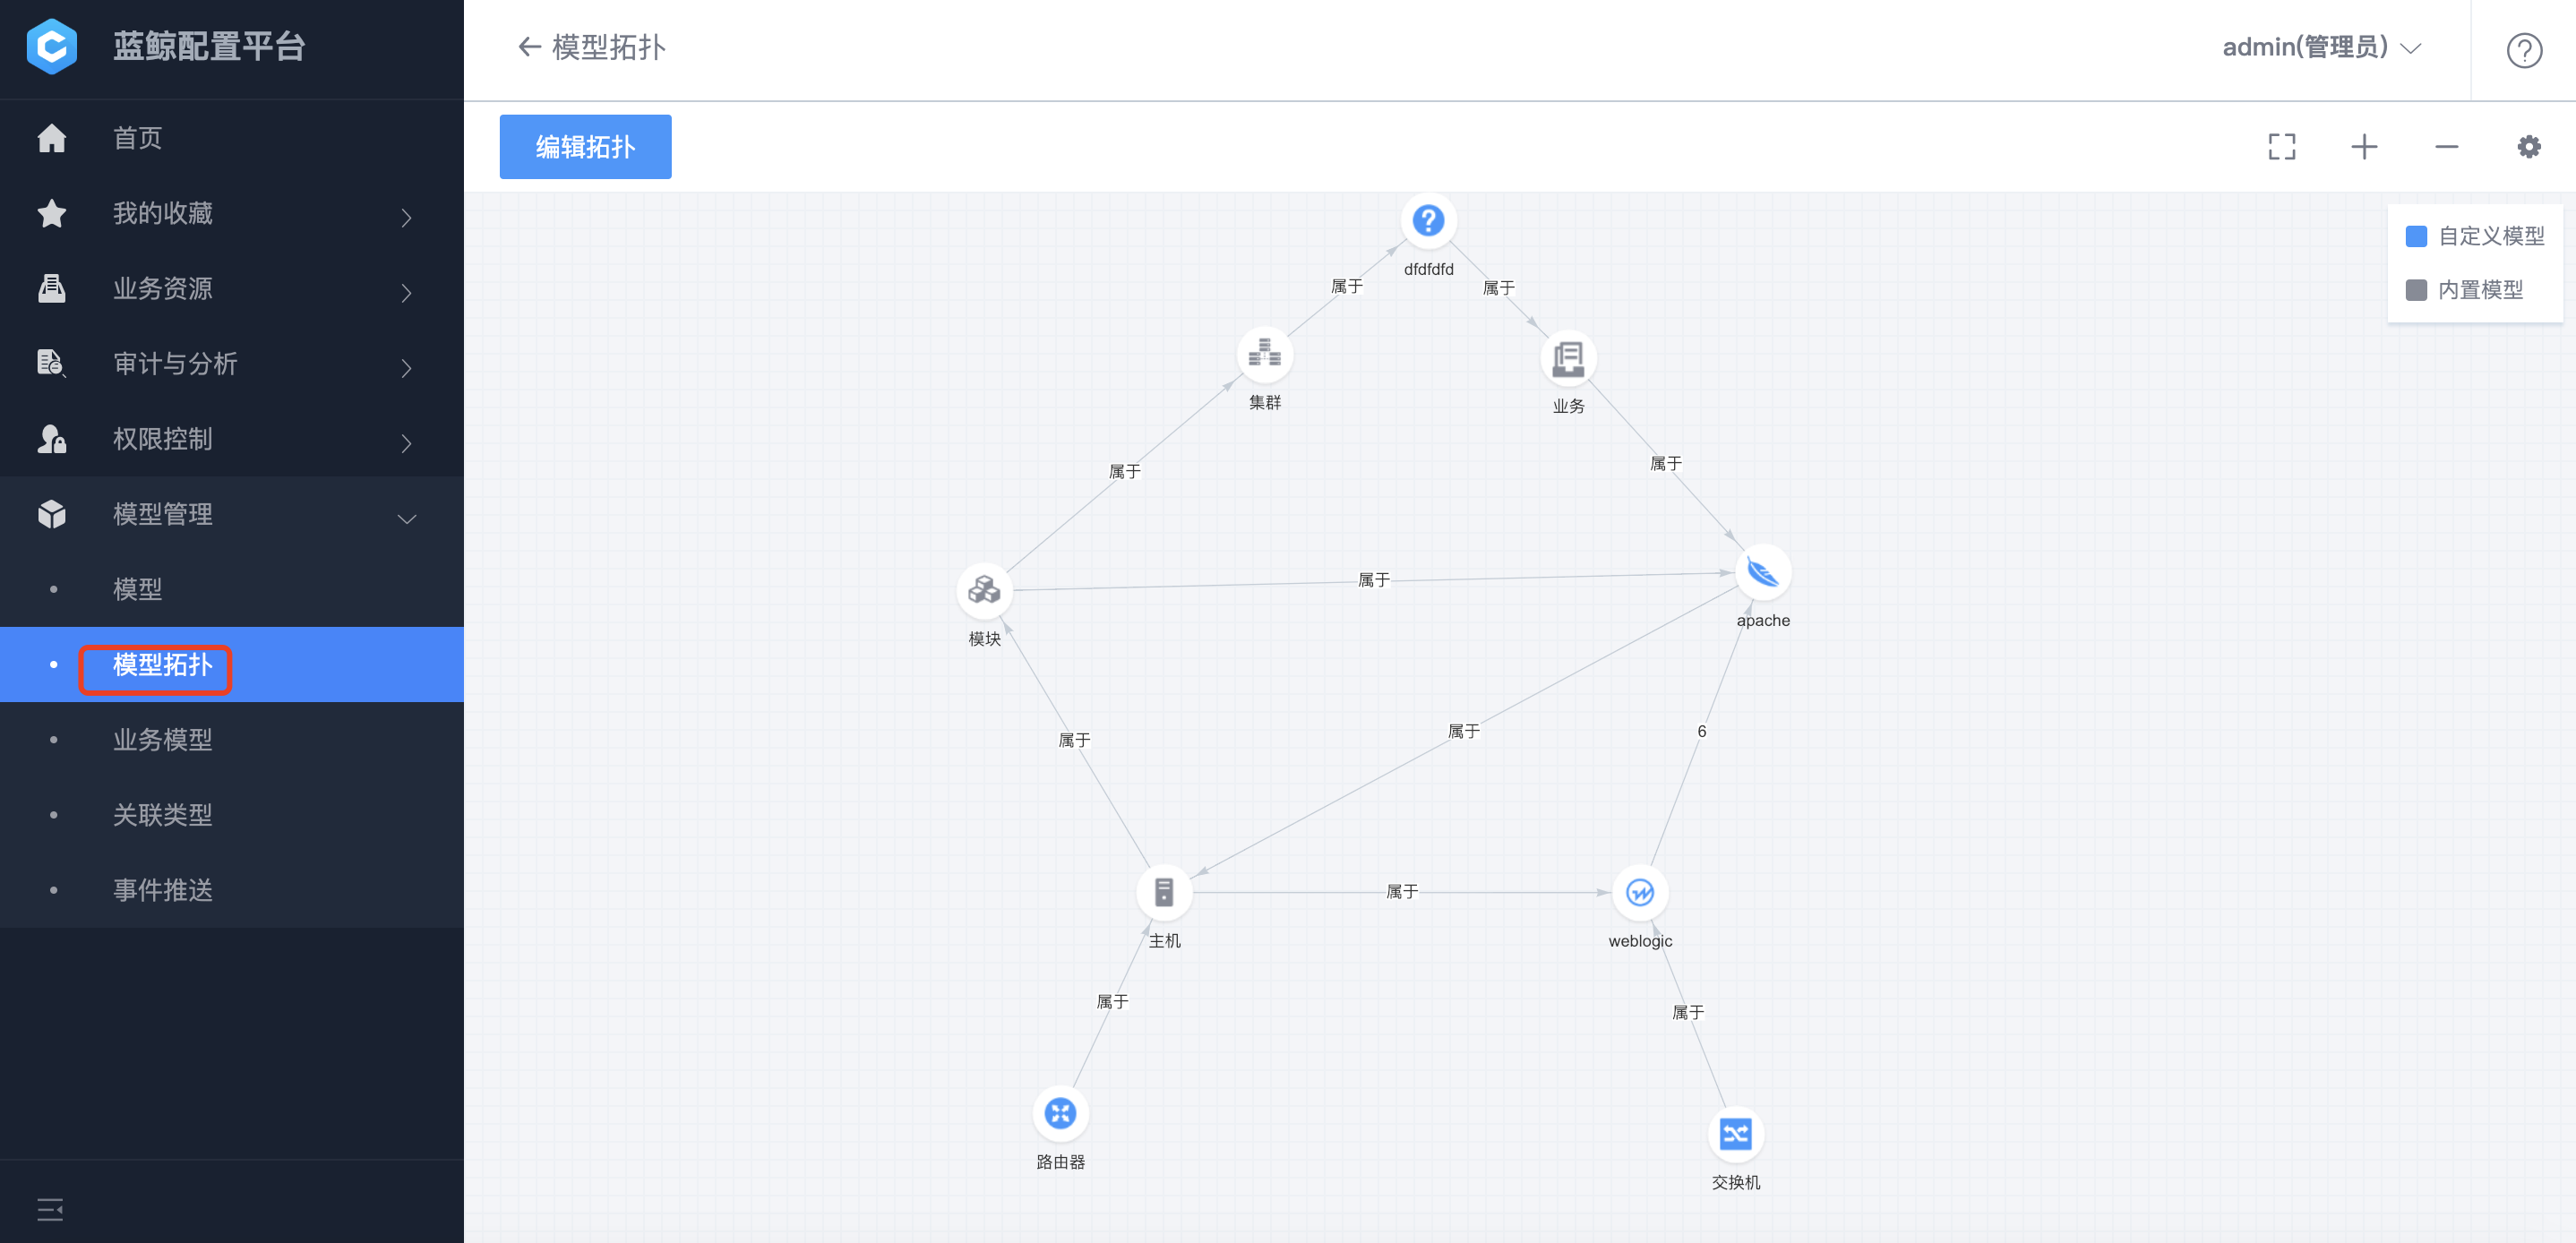 蓝鲸配置平台
首页
我的收藏
业务资源
审计与分析
权限控制
模型管理
模型
模型拓扑
业务模型
关联类型
事件推送
模型拓扑
admin(管理员)
编辑拓扑
自定义模型
内置模型
dfdfdfd
属于
属于
集群
业务
属于
属于
属于
apache
模块
属于
属于
6
属于
主机
weblogic
属于
属于
路由器
交换机